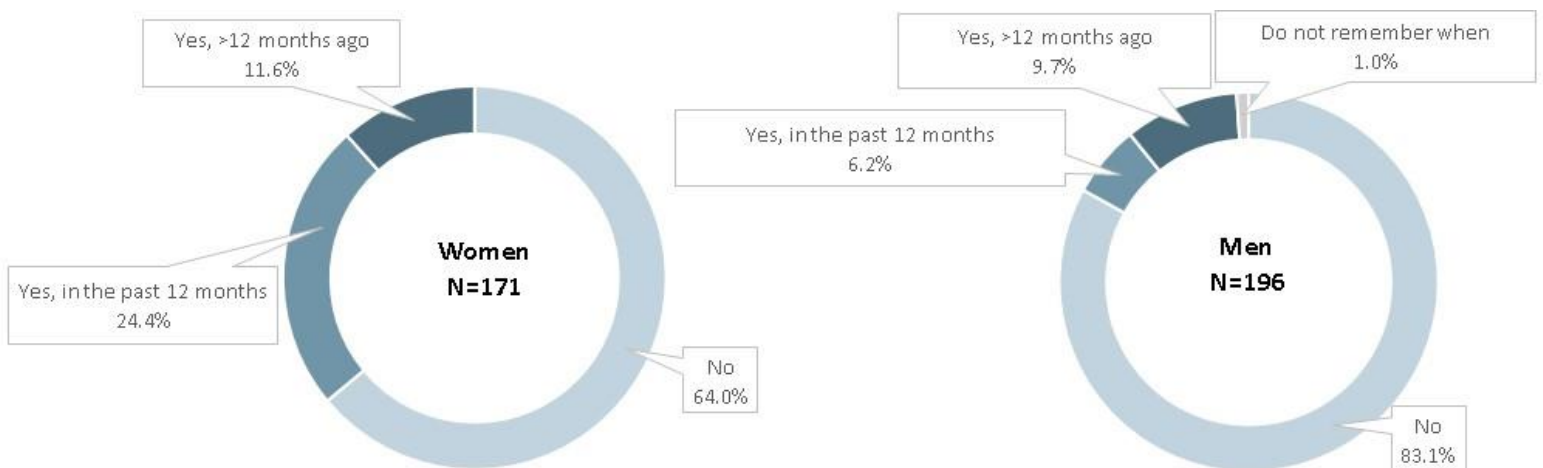 Yes, >12 months ago
11.6%
Yes, in the past 12 months
24.4%
Women
N=171
No
64.0%
Yes, >12 months ago
9.7%
Do not remember when
1.0%
Yes, in the past 12 months
6.2%
Men
N=196
No
83.1%